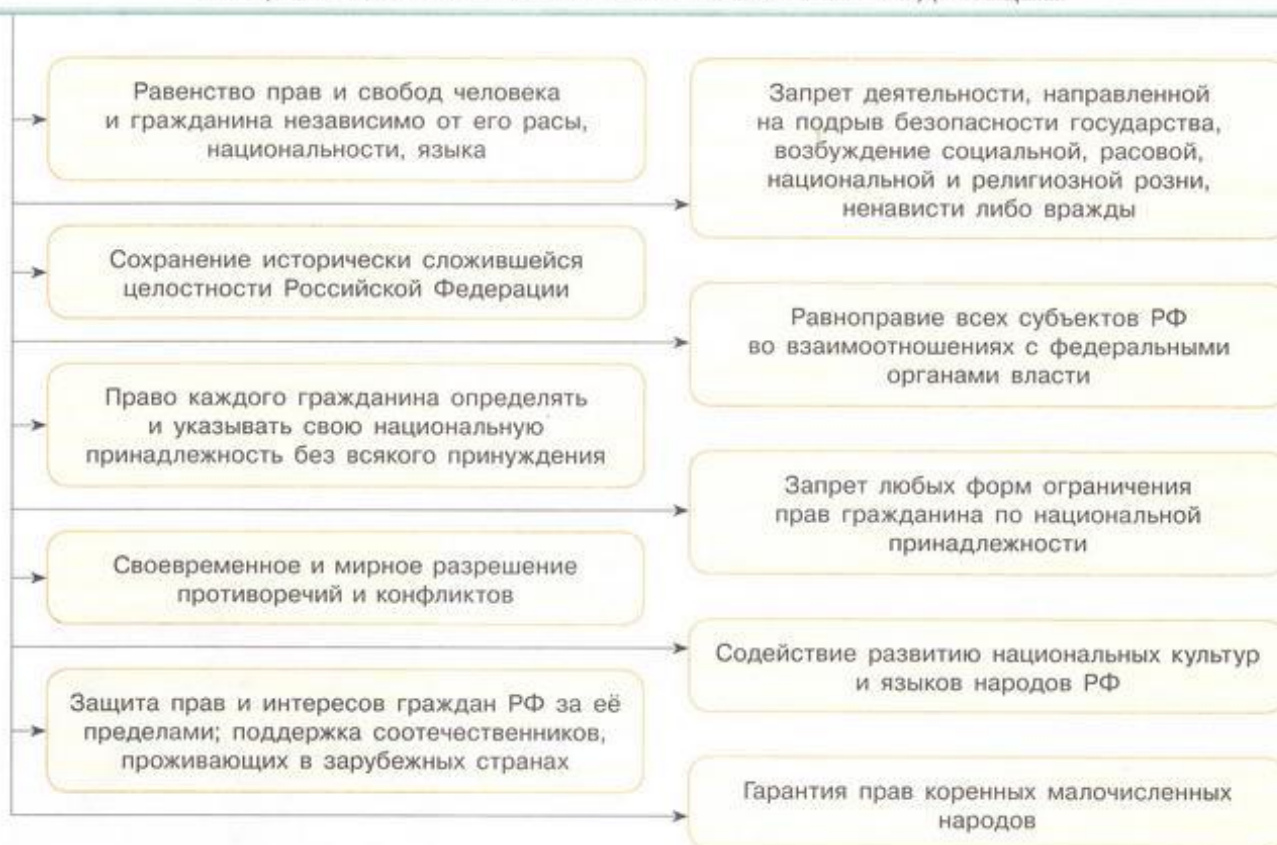 Равенство прав и свобод человека
и гражданина независимо от его расы,
национальности, языка
Запрет деятельности, направленной
на подрыв безопасности государства,
возбуждение социальной, расовой,
национальной и религиозной розни,
ненависти либо вражды
Сохранение исторически сложившейся
целостности Российской Федерации
Равноправие всех субъектов РФ
во взаимоотношениях с федеральными
органами власти
Право каждого гражданина определять
и указывать свою национальную
принадлежность без всякого принуждения
Запрет любых форм ограничения
прав гражданина по национальной
принадлежности
Своевременное и мирное разрешение
противоречий и конфликтов
Содействие развитию национальных культур
и языков народов РФ
Защита прав и интересов граждан РФ за её
пределами; поддержка соотечественников,
проживающих в зарубежных странах
Гарантия прав коренных малочисленных
народов